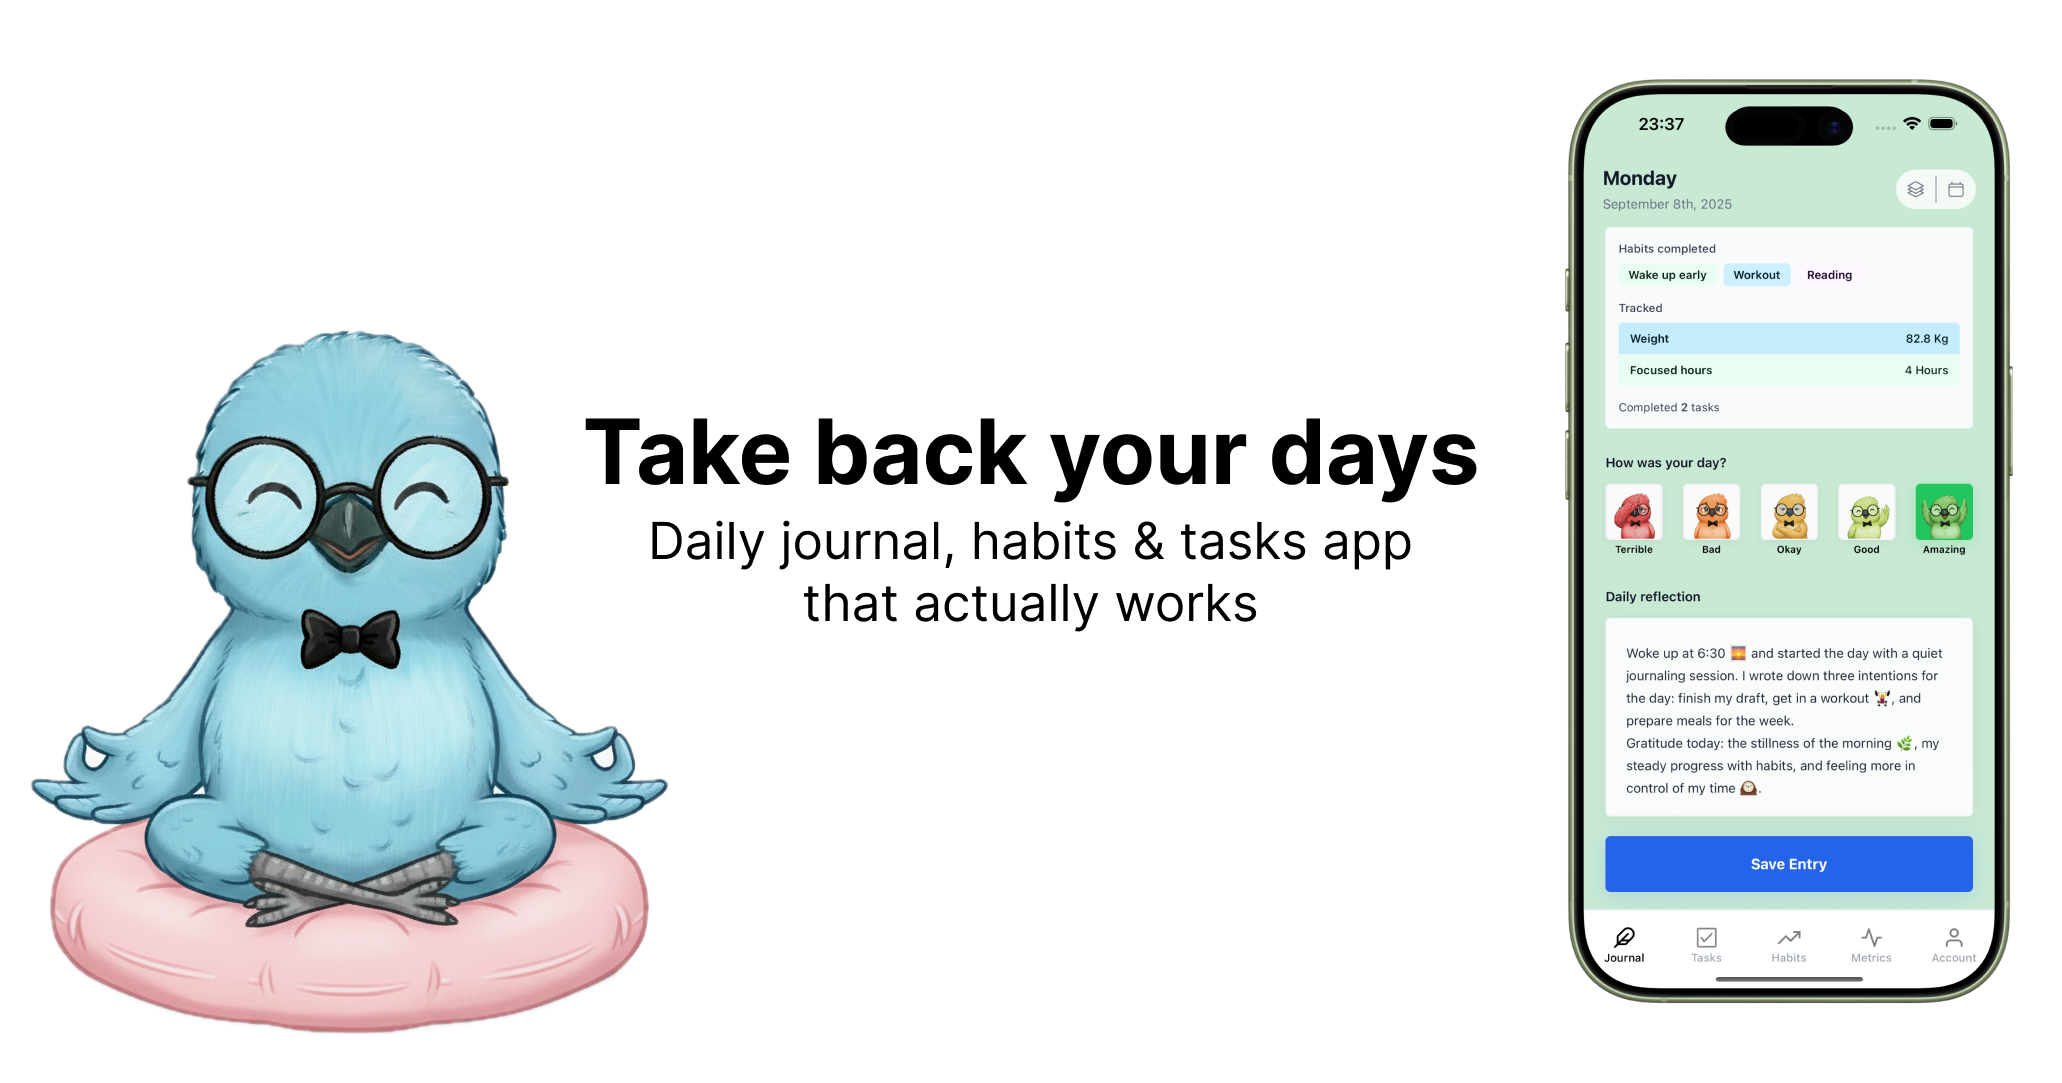 Take back your days
Daily journal, habits & tasks app
that actually works
23:37
Monday
September 8th, 2025
Habits completed
Wake up early Workout Reading
Tracked
Weight 82.8 Kg
Focused hours 4 Hours
Completed 2 tasks
How was your day?
Terrible Bad Okay Good Amazing
Daily reflection
Woke up at 6:30 🌅 and started the day with a quiet
journaling session. I wrote down three intentions for
the day: finish my draft, get in a workout 🏋️, and
prepare meals for the week.
Gratitude today: the stillness of the morning 🌿, my
steady progress with habits, and feeling more in
control of my time 🕰️.
Save Entry
Journal Tasks Habits Metrics Account